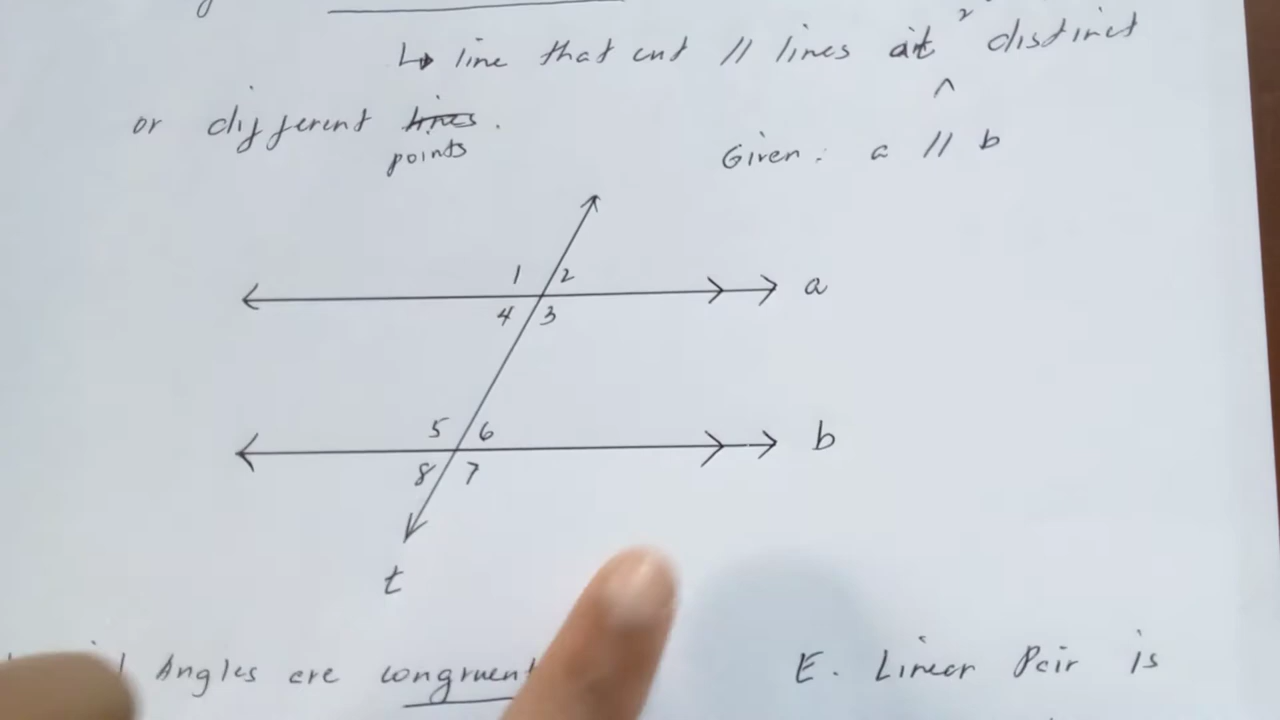 ↳ line that cut // lines at 2 distinct
^
or different lines.
points
Given: a // b
1 2
a
4 3
5 6
b
8 7
t
Angles are congruent
E. Linear Pair is